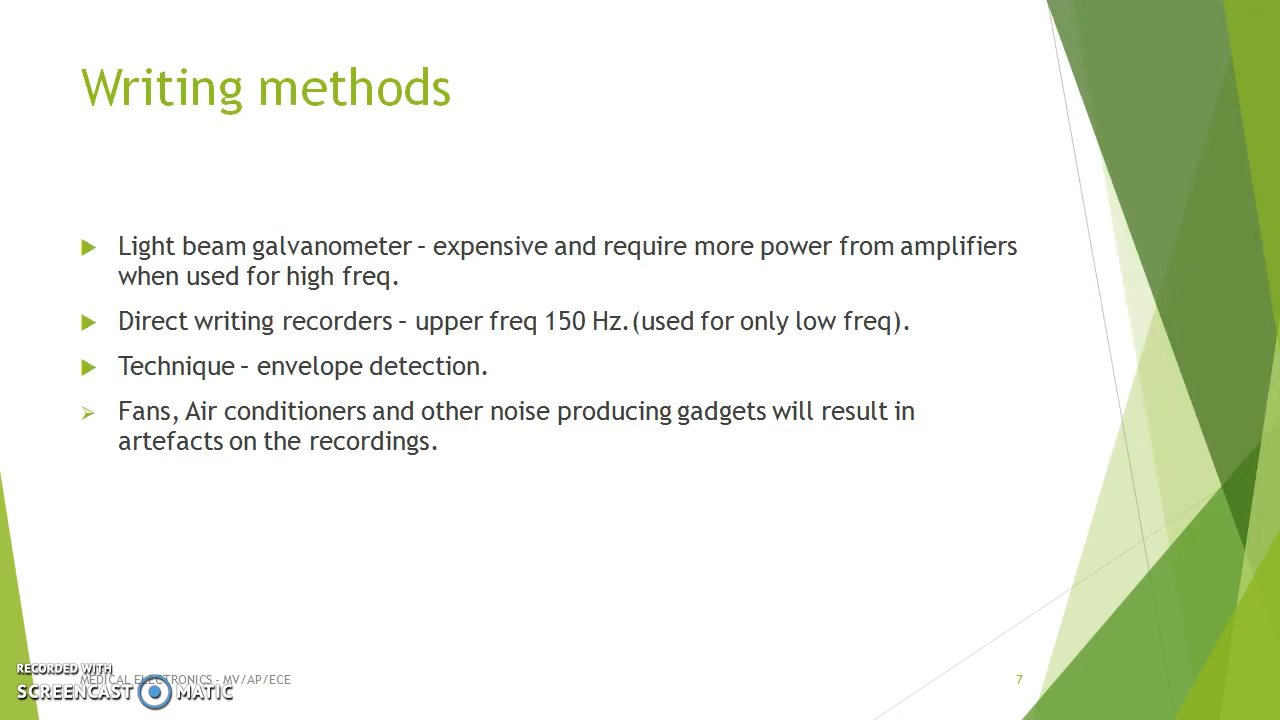 Writing methods
Light beam galvanometer – expensive and require more power from amplifiers
when used for high freq.
Direct writing recorders – upper freq 150 Hz.(used for only low freq).
Technique – envelope detection.
Fans, Air conditioners and other noise producing gadgets will result in
artefacts on the recordings.
RECORDED WITH
MEDICAL ELECTRONICS - MV/AP/ECE
7
SCREENCAST MATIC